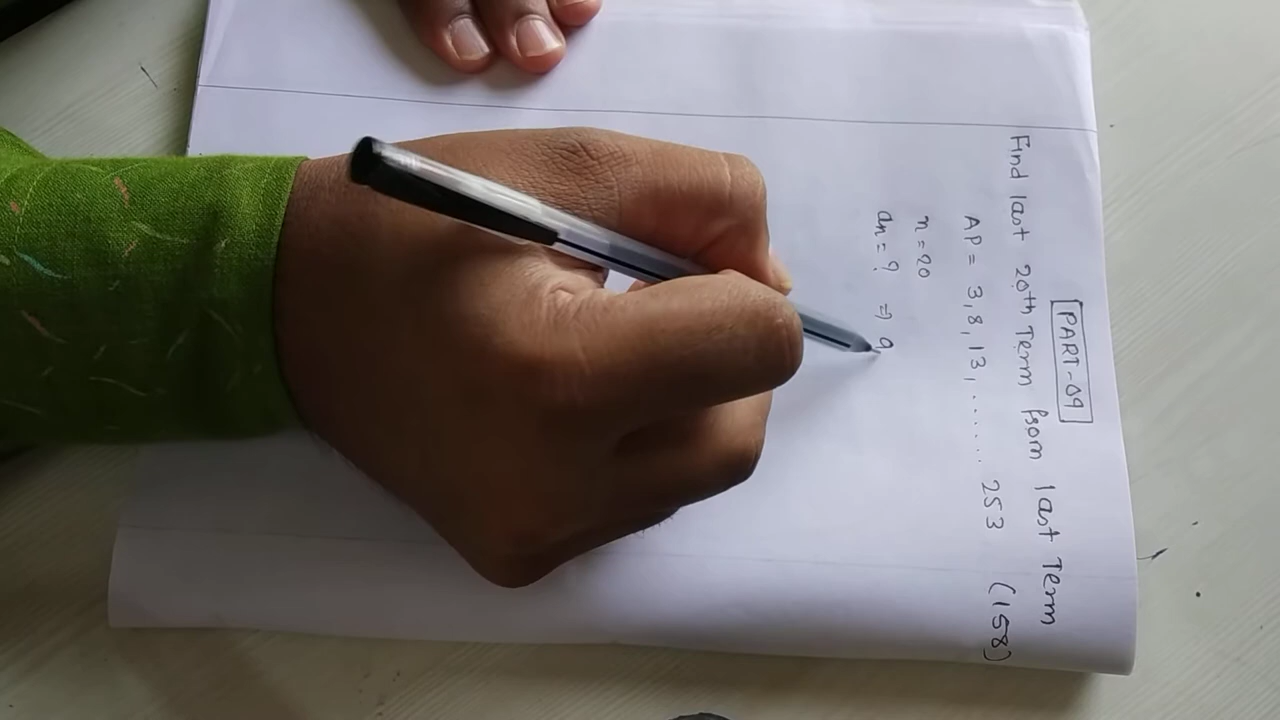 PART-09
Find last 20th Term from last Term
AP = 3, 8, 13, ...... 253 (158)
n = 20
an = ? ⇒ a